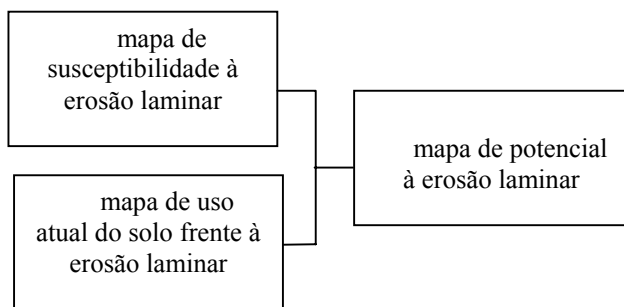 mapa de
susceptibilidade à
erosão laminar
mapa de uso
atual do solo frente à
erosão laminar
mapa de potencial
à erosão laminar